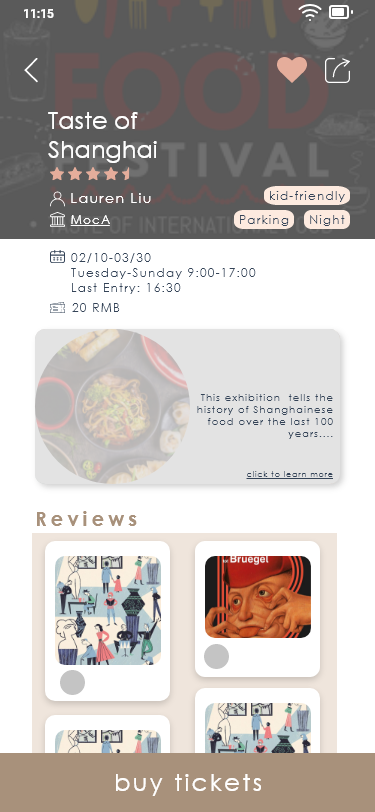 11:15
FOOD
FESTIVAL
TASTE OF INTERNATIONAL FOOD
Taste of
Shanghai
Lauren Liu
kid-friendly
MocA
Parking
Night
02/10-03/30
Tuesday-Sunday 9:00-17:00
Last Entry: 16:30
20 RMB
This exhibition tells the
history of Shanghainese
food over the last 100
years....
click to learn more
Reviews
Bruegel
buy tickets